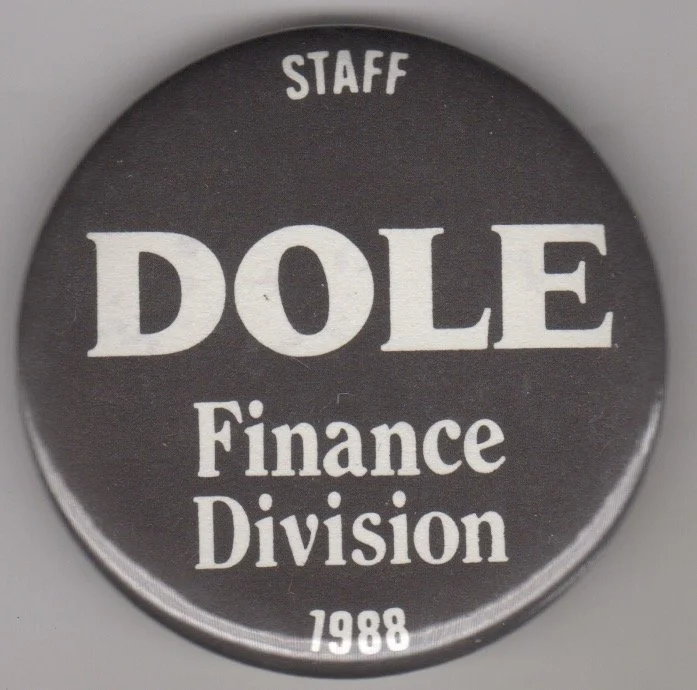 STAFF
DOLE
Finance
Division
1988